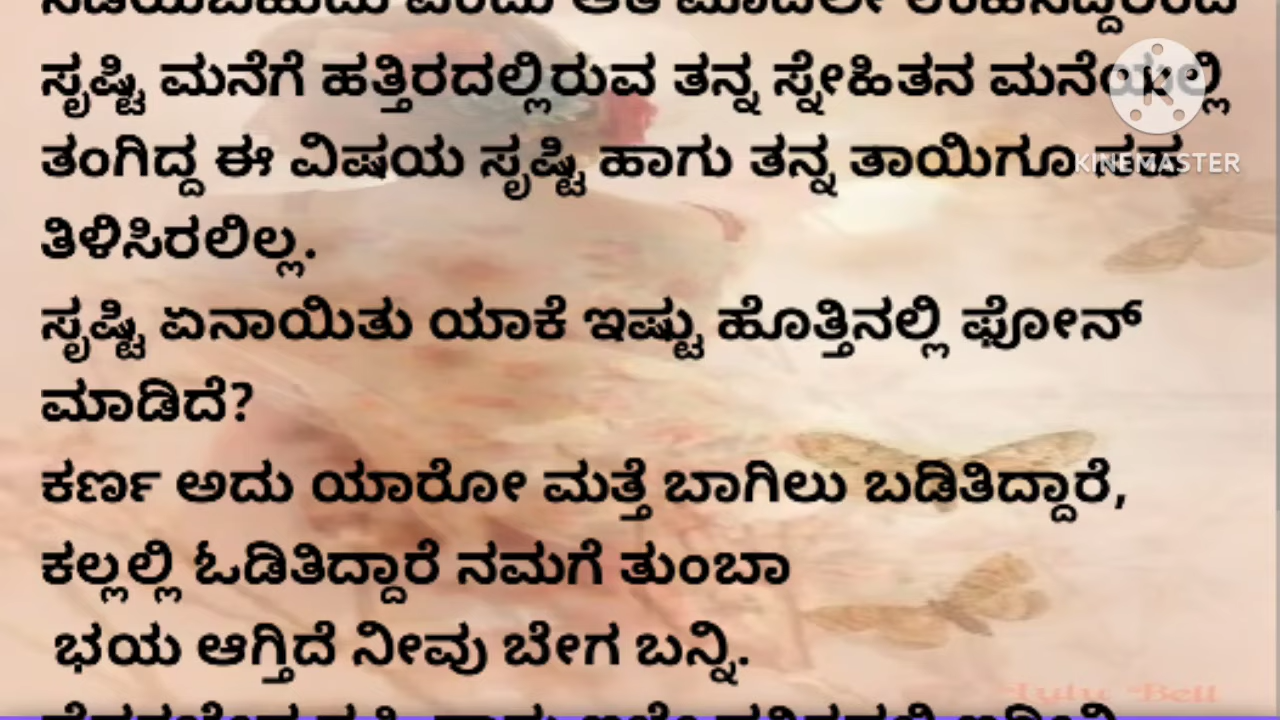 ಸೃಷ್ಟಿ ಮನೆಗೆ ಹತ್ತಿರದಲ್ಲಿರುವ ತನ್ನ ಸ್ನೇಹಿತನ ಮನೆಯಲ್ಲಿ
ತಂಗಿದ್ದ ಈ ವಿಷಯ ಸೃಷ್ಟಿ ಹಾಗು ತನ್ನ ತಾಯಿಗೂ ಸಹ
KINEMASTER
ತಿಳಿಸಿರಲಿಲ್ಲ.
ಸೃಷ್ಟಿ ಏನಾಯಿತು ಯಾಕೆ ಇಷ್ಟು ಹೊತ್ತಿನಲ್ಲಿ ಫೋನ್
ಮಾಡಿದೆ?
ಕರ್ಣ ಅದು ಯಾರೋ ಮತ್ತೆ ಬಾಗಿಲು ಬಡಿತಿದ್ದಾರೆ,
ಕಲ್ಲಲ್ಲಿ ಓಡಿತಿದ್ದಾರೆ ನಮಗೆ ತುಂಬಾ
ಭಯ ಆಗ್ತಿದೆ ನೀವು ಬೇಗ ಬನ್ನಿ.